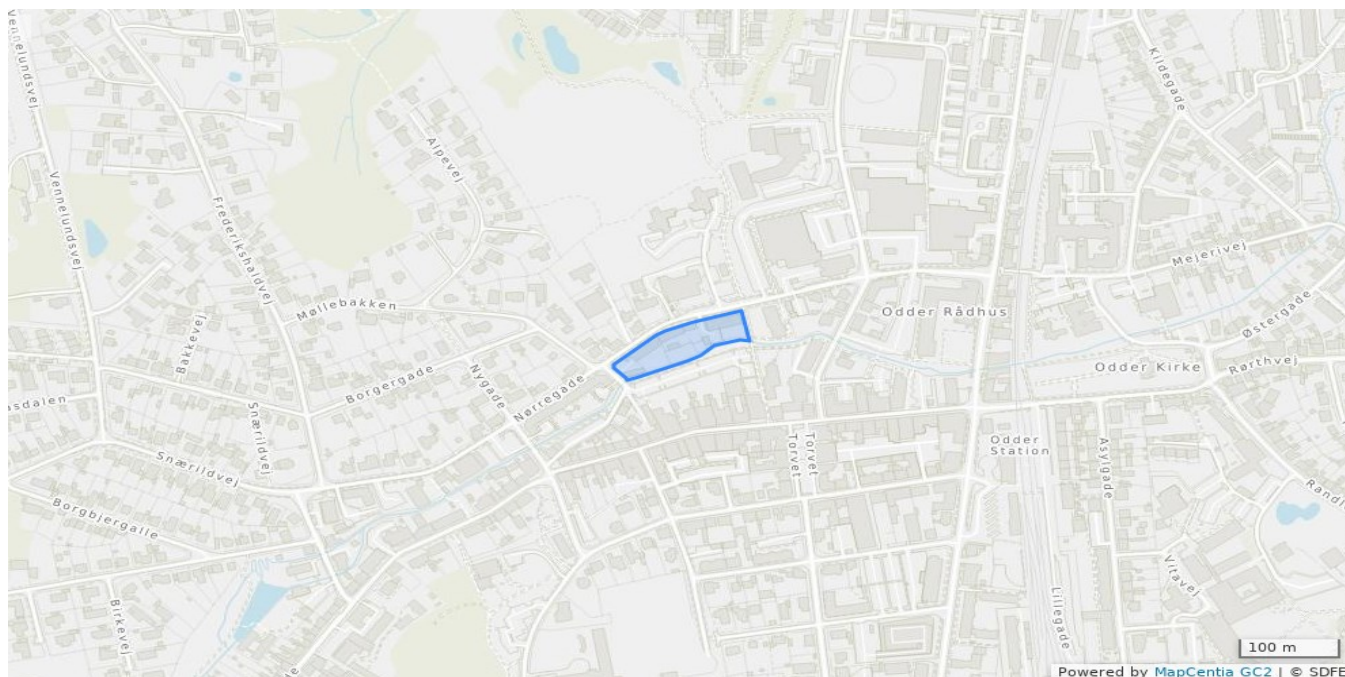 Vennelundsvej
Vennelundsvej
Frederikshaldvej
Alpevej
Kildegade
Mejerivej
Østergade
Rørthvej
Møllebakken
Bakkevej
Borgergade
Nygade
Nørregade
Odder Rådhus
Odder Kirke
Snærildvej
Snærildvej
Torvet
Torvet
Odder
Station
Asylgade
Borgbjergalle
Birkevej
Vitavej
Lillegade
100 m
Powered by MapCentia GC2 | © SDFE